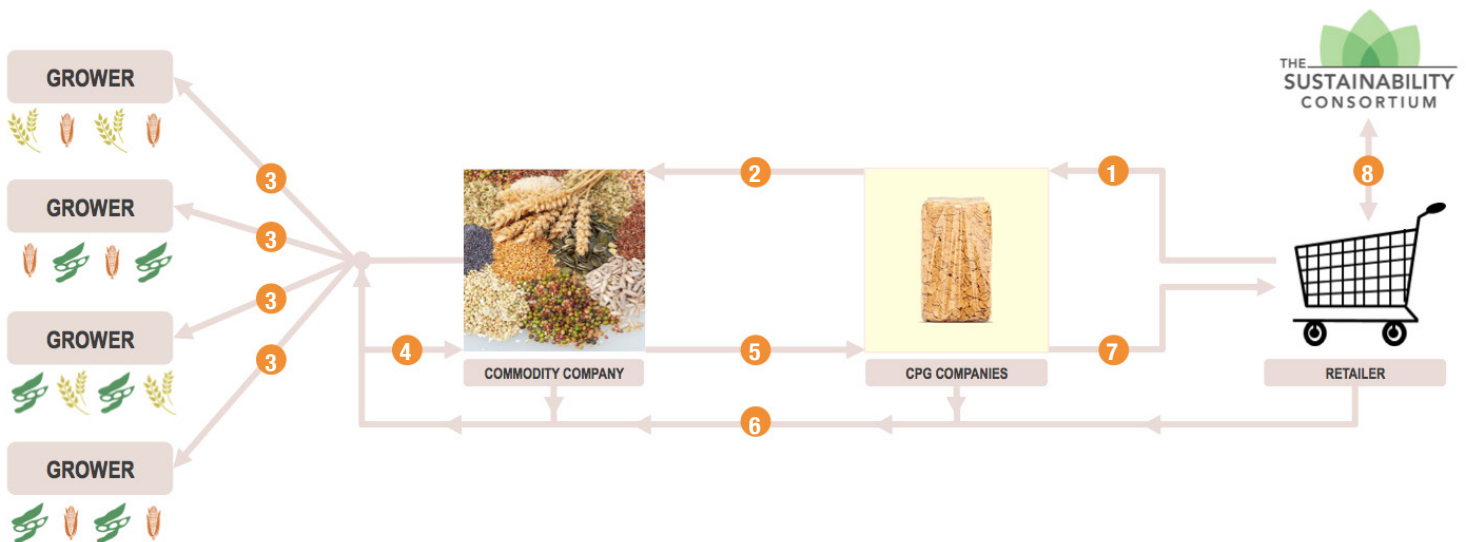 GROWER
3
GROWER
3
GROWER
3
GROWER
3
4
COMMODITY COMPANY
2
5
6
CPG COMPANIES
1
7
THE
SUSTAINABILITY
CONSORTIUM
8
RETAILER